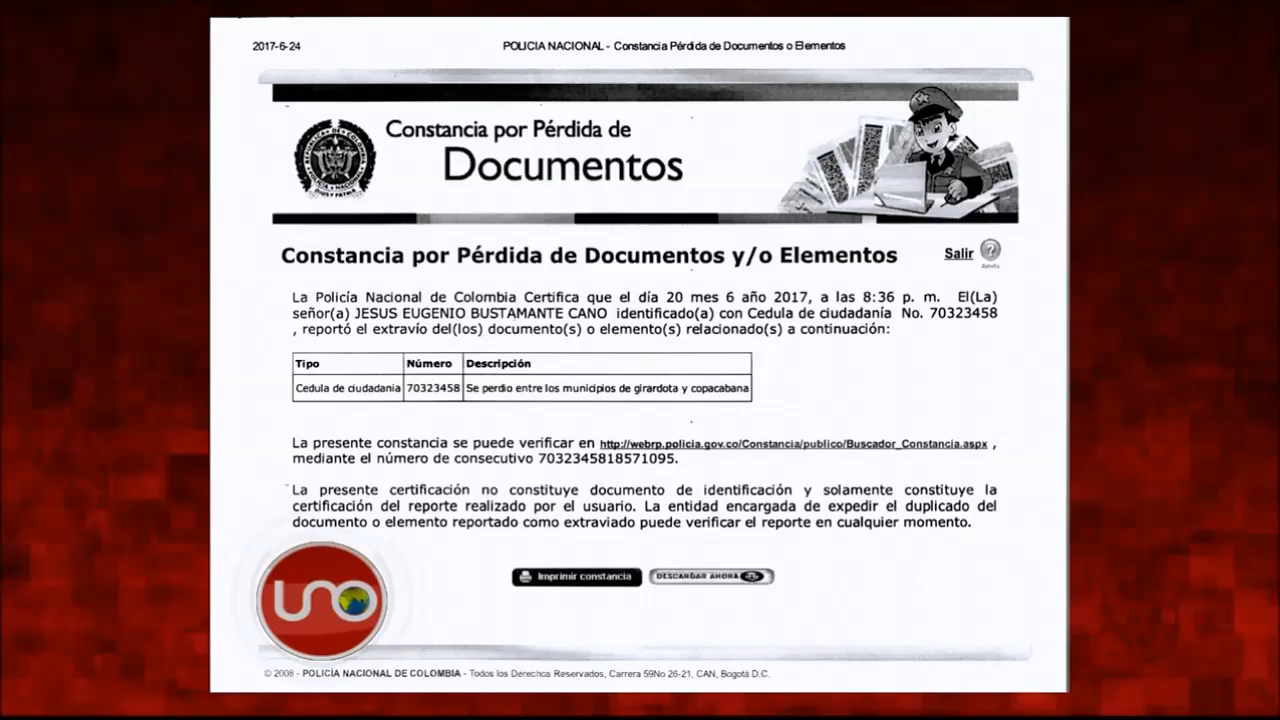 2017-6-24 POLICIA NACIONAL - Constancia Pérdida de Documentos o Elementos
Constancia por Pérdida de
Documentos
REPUBLICA DE COLOMBIA
POLICIA NACIONAL
DIOS Y PATRIA
Constancia por Pérdida de Documentos y/o Elementos Salir ?
Ayuda
La Policía Nacional de Colombia Certifica que el día 20 mes 6 año 2017, a las 8:36 p. m. El(La)
señor(a) JESUS EUGENIO BUSTAMANTE CANO identificado(a) con Cedula de ciudadanía No. 70323458
, reportó el extravío del(los) documento(s) o elemento(s) relacionado(s) a continuación:
Tipo Número Descripción
Cedula de ciudadania 70323458 Se perdio entre los municipios de girardota y copacabana
La presente constancia se puede verificar en http://webrp.policia.gov.co/Constancia/publico/Buscador_Constancia.aspx ,
mediante el número de consecutivo 7032345818571095.
La presente certificación no constituye documento de identificación y solamente constituye la
certificación del reporte realizado por el usuario. La entidad encargada de expedir el duplicado del
documento o elemento reportado como extraviado puede verificar el reporte en cualquier momento.
Imprimir constancia DESCARGAR AHORA
UNO
© 2008 - POLICÍA NACIONAL DE COLOMBIA - Todos los Derechos Reservados, Carrera 59No 26-21, CAN, Bogotá D.C.